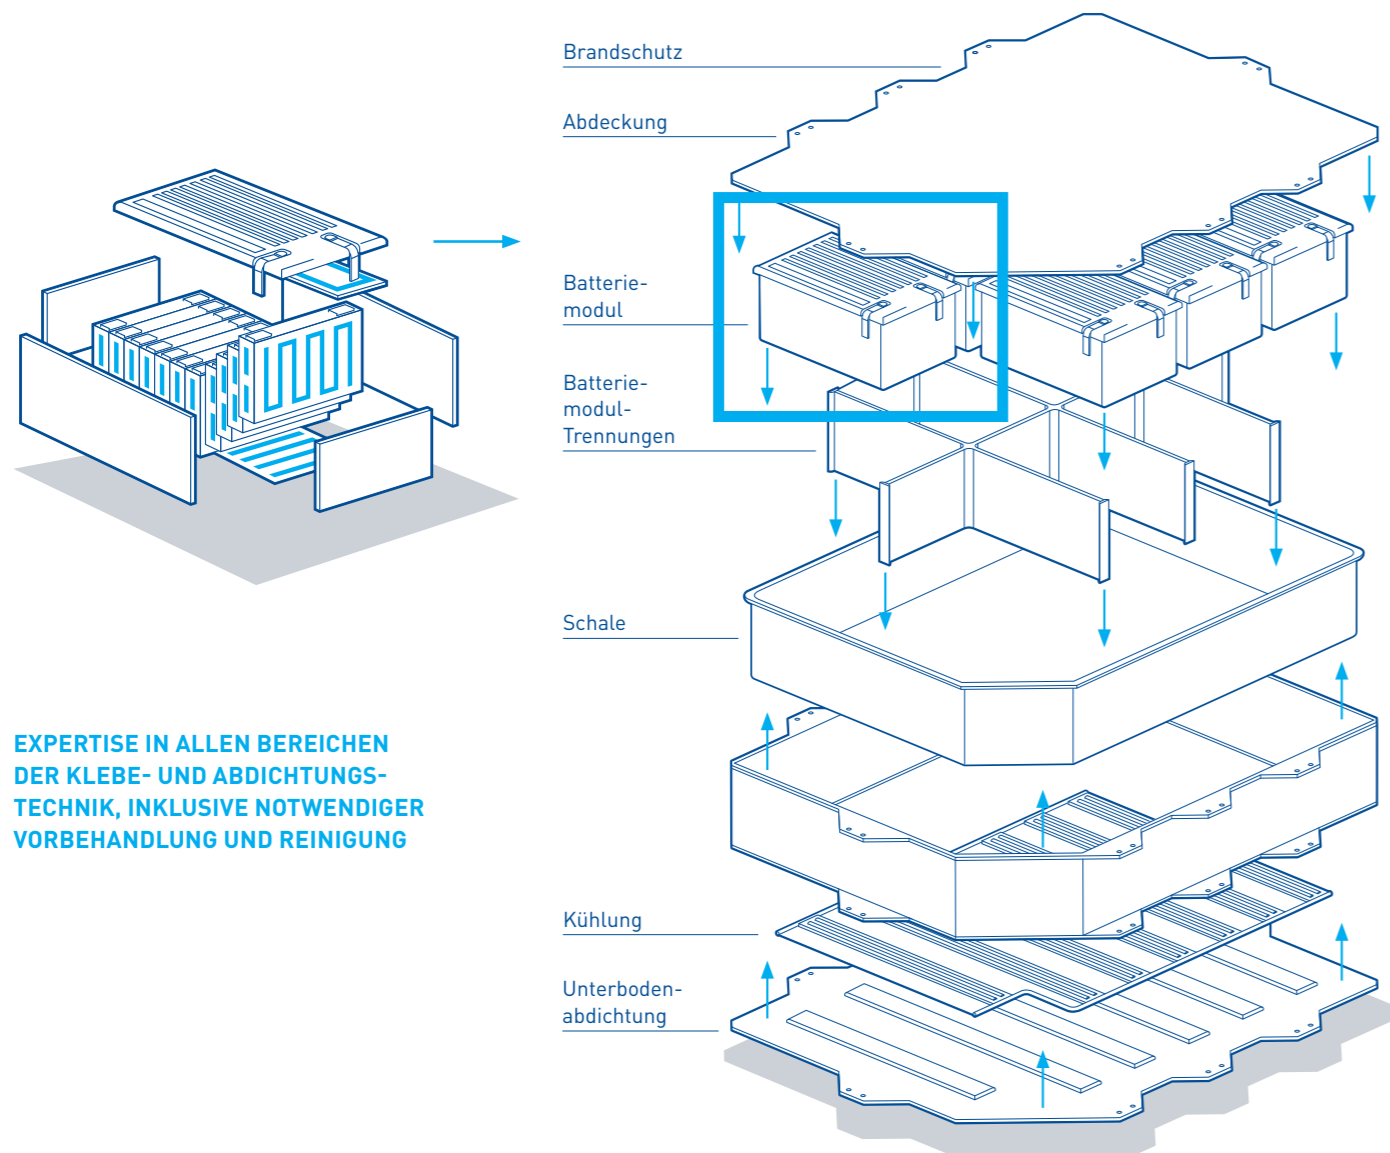 Brandschutz
Abdeckung
Batterie-
modul
Batterie-
modul-
Trennungen
Schale
EXPERTISE IN ALLEN BEREICHEN
DER KLEBE- UND ABDICHTUNGS-
TECHNIK, INKLUSIVE NOTWENDIGER
VORBEHANDLUNG UND REINIGUNG
Kühlung
Unterboden-
abdichtung